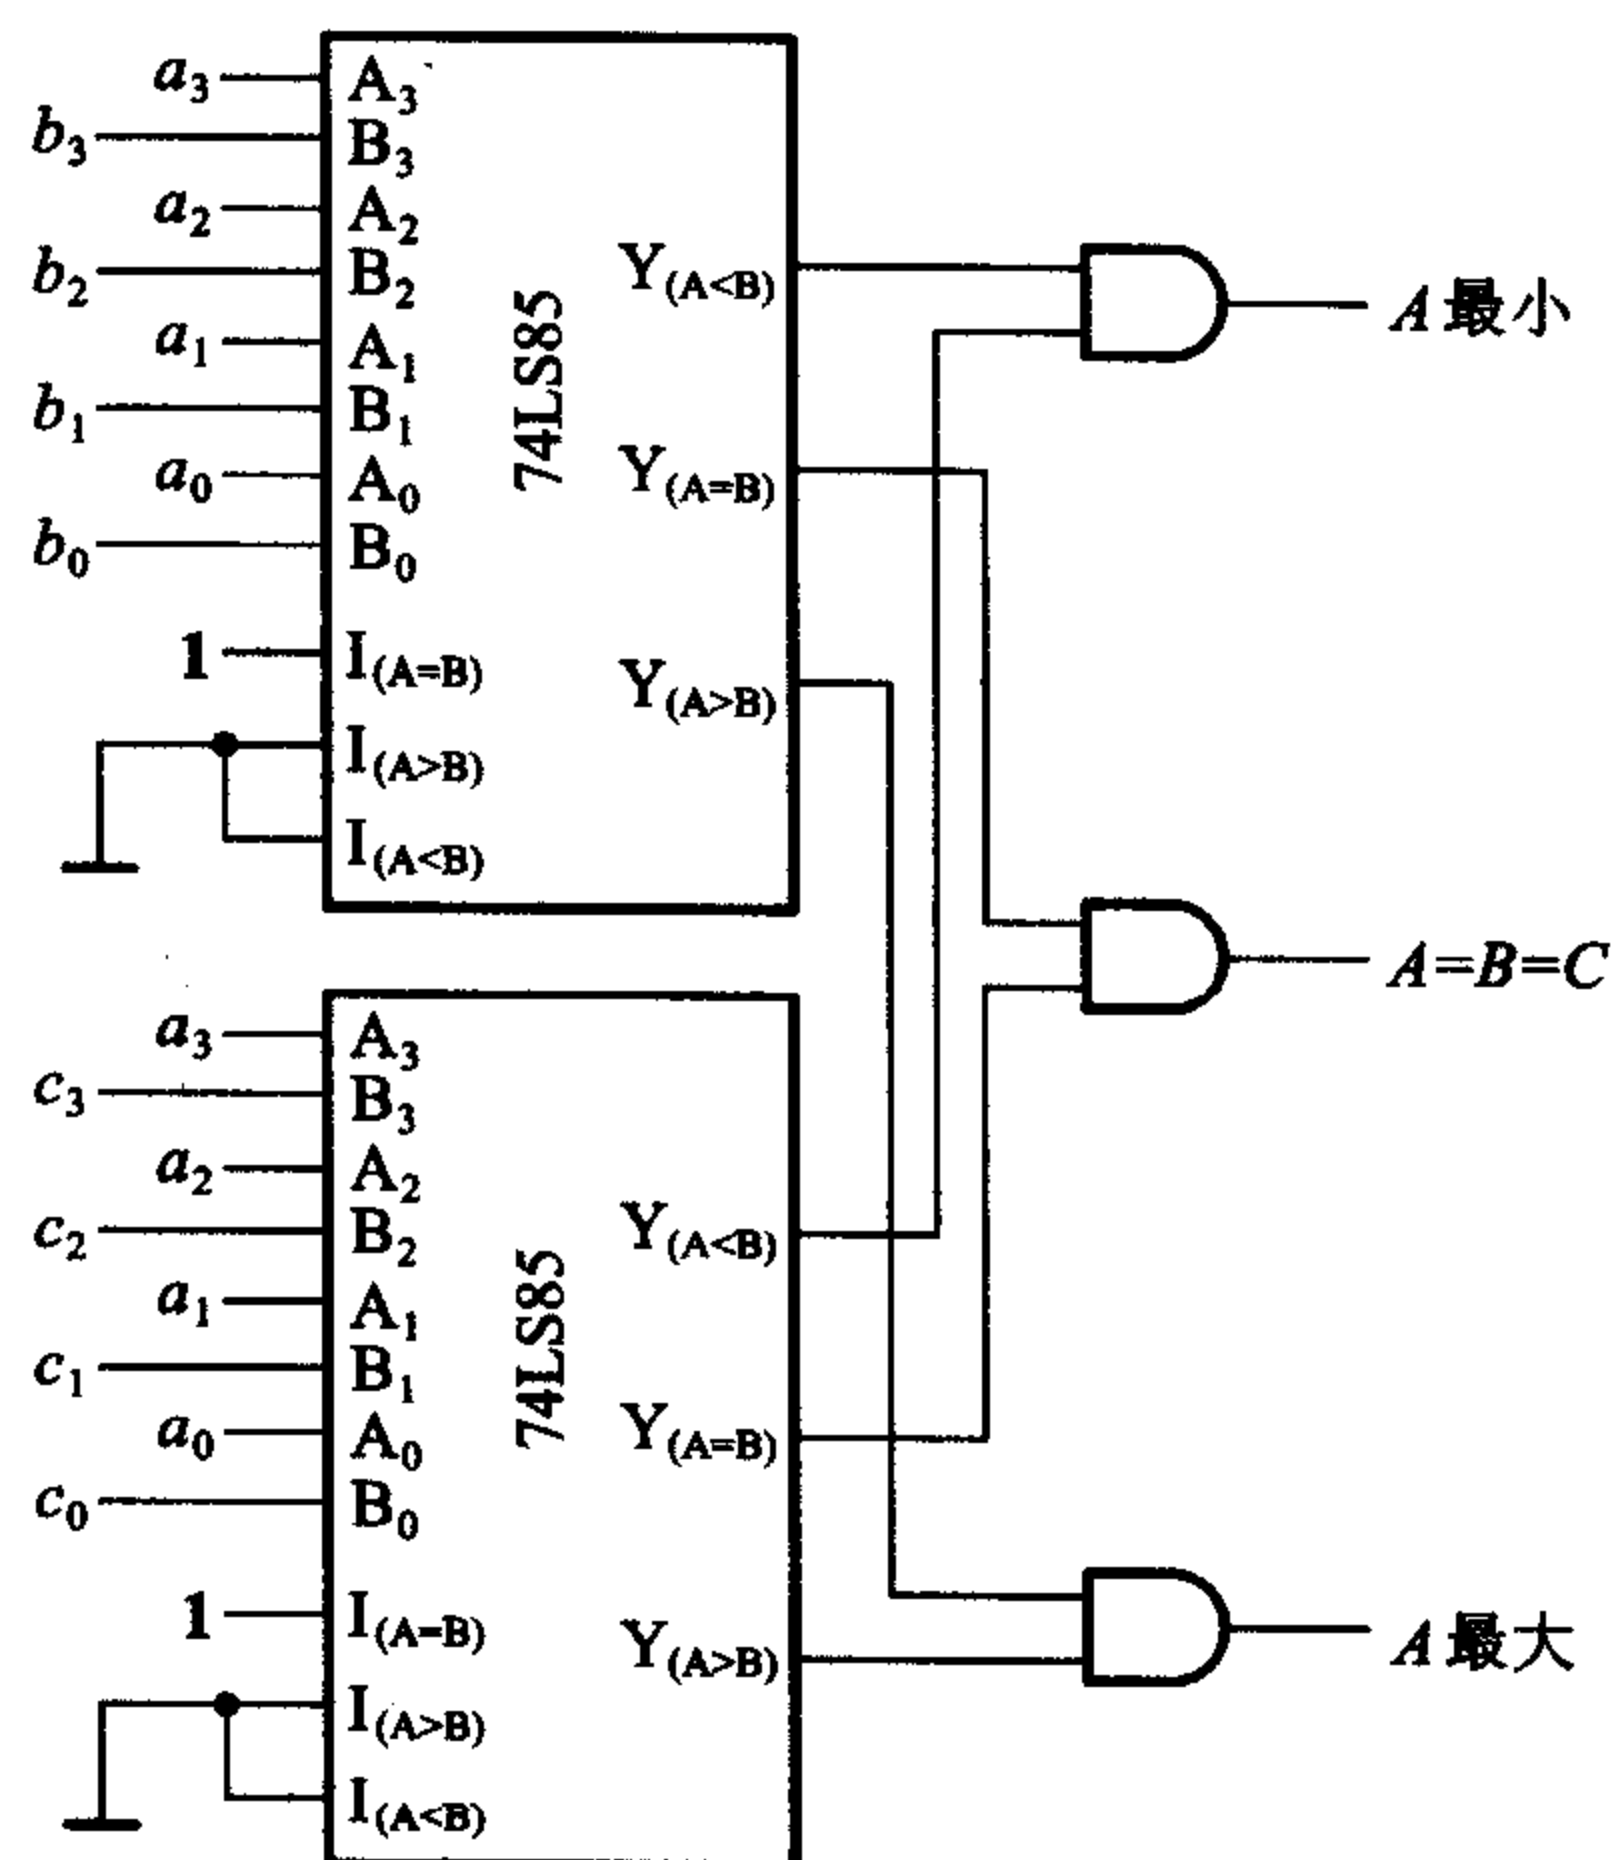 a₃ A₃
b₃ B₃
a₂ A₂
b₂ B₂
a₁ A₁
b₁ B₁
a₀ A₀
b₀ B₀
1 I(A=B)
I(A>B)
I(A<B)
74LS85
Y(A<B)
Y(A=B)
Y(A>B)
A 最小
A=B=C
a₃ A₃
c₃ B₃
a₂ A₂
c₂ B₂
a₁ A₁
c₁ B₁
a₀ A₀
c₀ B₀
1 I(A=B)
I(A>B)
I(A<B)
74LS85
Y(A<B)
Y(A=B)
Y(A>B)
A 最大